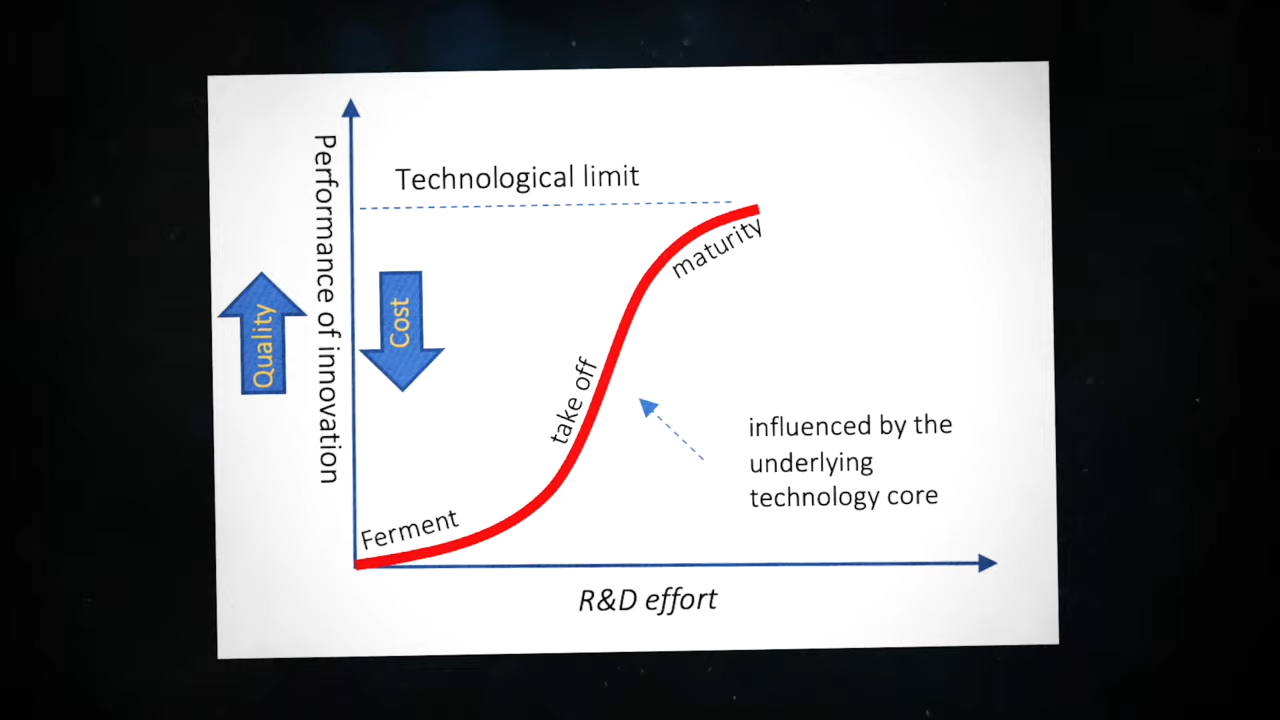 Technological limit
Performance of innovation
Quality
Cost
maturity
take off
influenced by the
underlying
technology core
Ferment
R&D effort